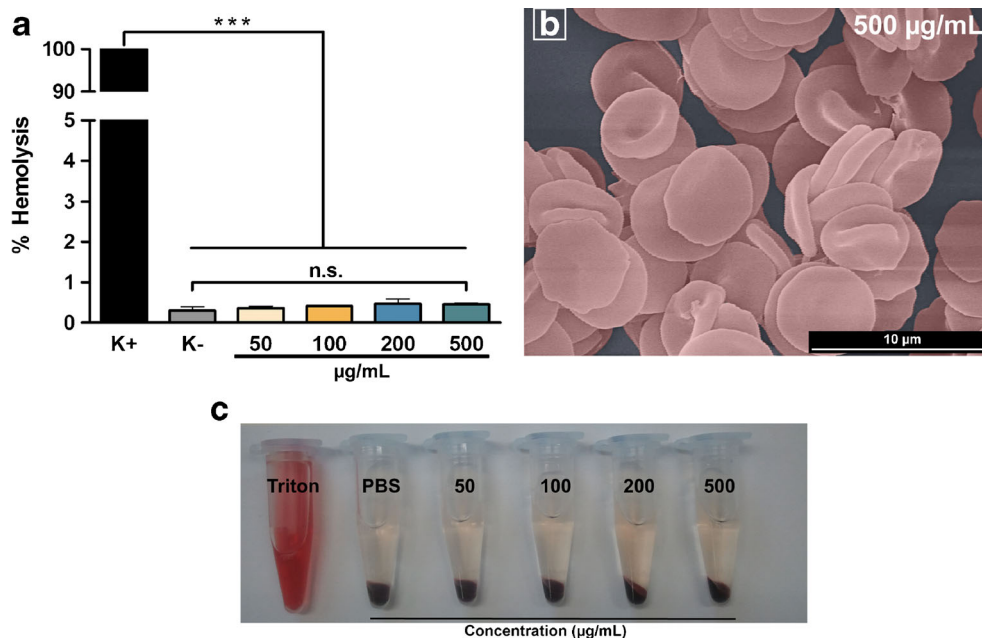 a
***
100
90
5
4
3
2
1
0
% Hemolysis
n.s.
K+ K- 50 100 200 500
µg/mL
b
500 µg/mL
10 µm
c
Triton PBS 50 100 200 500
Concentration (µg/mL)